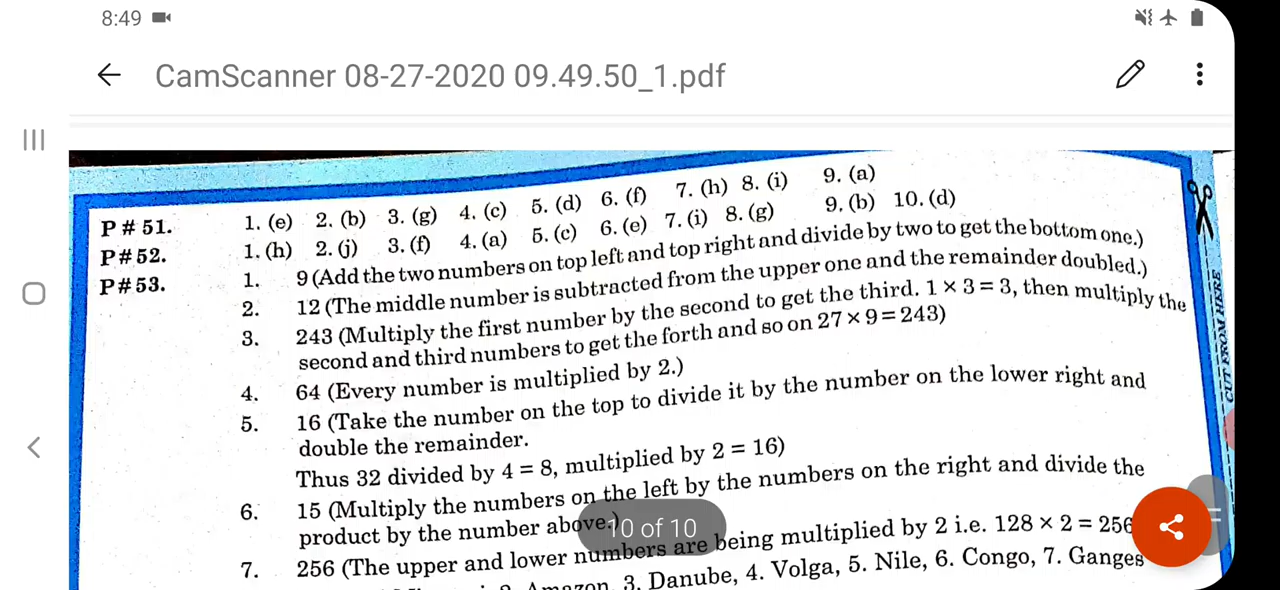 8:49
CamScanner 08-27-2020 09.49.50_1.pdf
P # 51. 1. (e) 2. (b) 3. (g) 4. (c) 5. (d) 6. (f) 7. (h) 8. (i) 9. (a)
P # 52. 1. (h) 2. (j) 3. (f) 4. (a) 5. (c) 6. (e) 7. (i) 8. (g) 9. (b) 10. (d)
P # 53. 1. 9 (Add the two numbers on top left and top right and divide by two to get the bottom one.)
2. 12 (The middle number is subtracted from the upper one and the remainder doubled.)
3. 243 (Multiply the first number by the second to get the third. 1 × 3 = 3, then multiply the
second and third numbers to get the forth and so on 27 × 9 = 243)
4. 64 (Every number is multiplied by 2.)
5. 16 (Take the number on the top to divide it by the number on the lower right and
double the remainder.
Thus 32 divided by 4 = 8, multiplied by 2 = 16)
6. 15 (Multiply the numbers on the left by the numbers on the right and divide the
product by the number above.)
10 of 10
7. 256 (The upper and lower numbers are being multiplied by 2 i.e. 128 × 2 = 256
Amazon, 3. Danube, 4. Volga, 5. Nile, 6. Congo, 7. Ganges
CUT FROM HERE